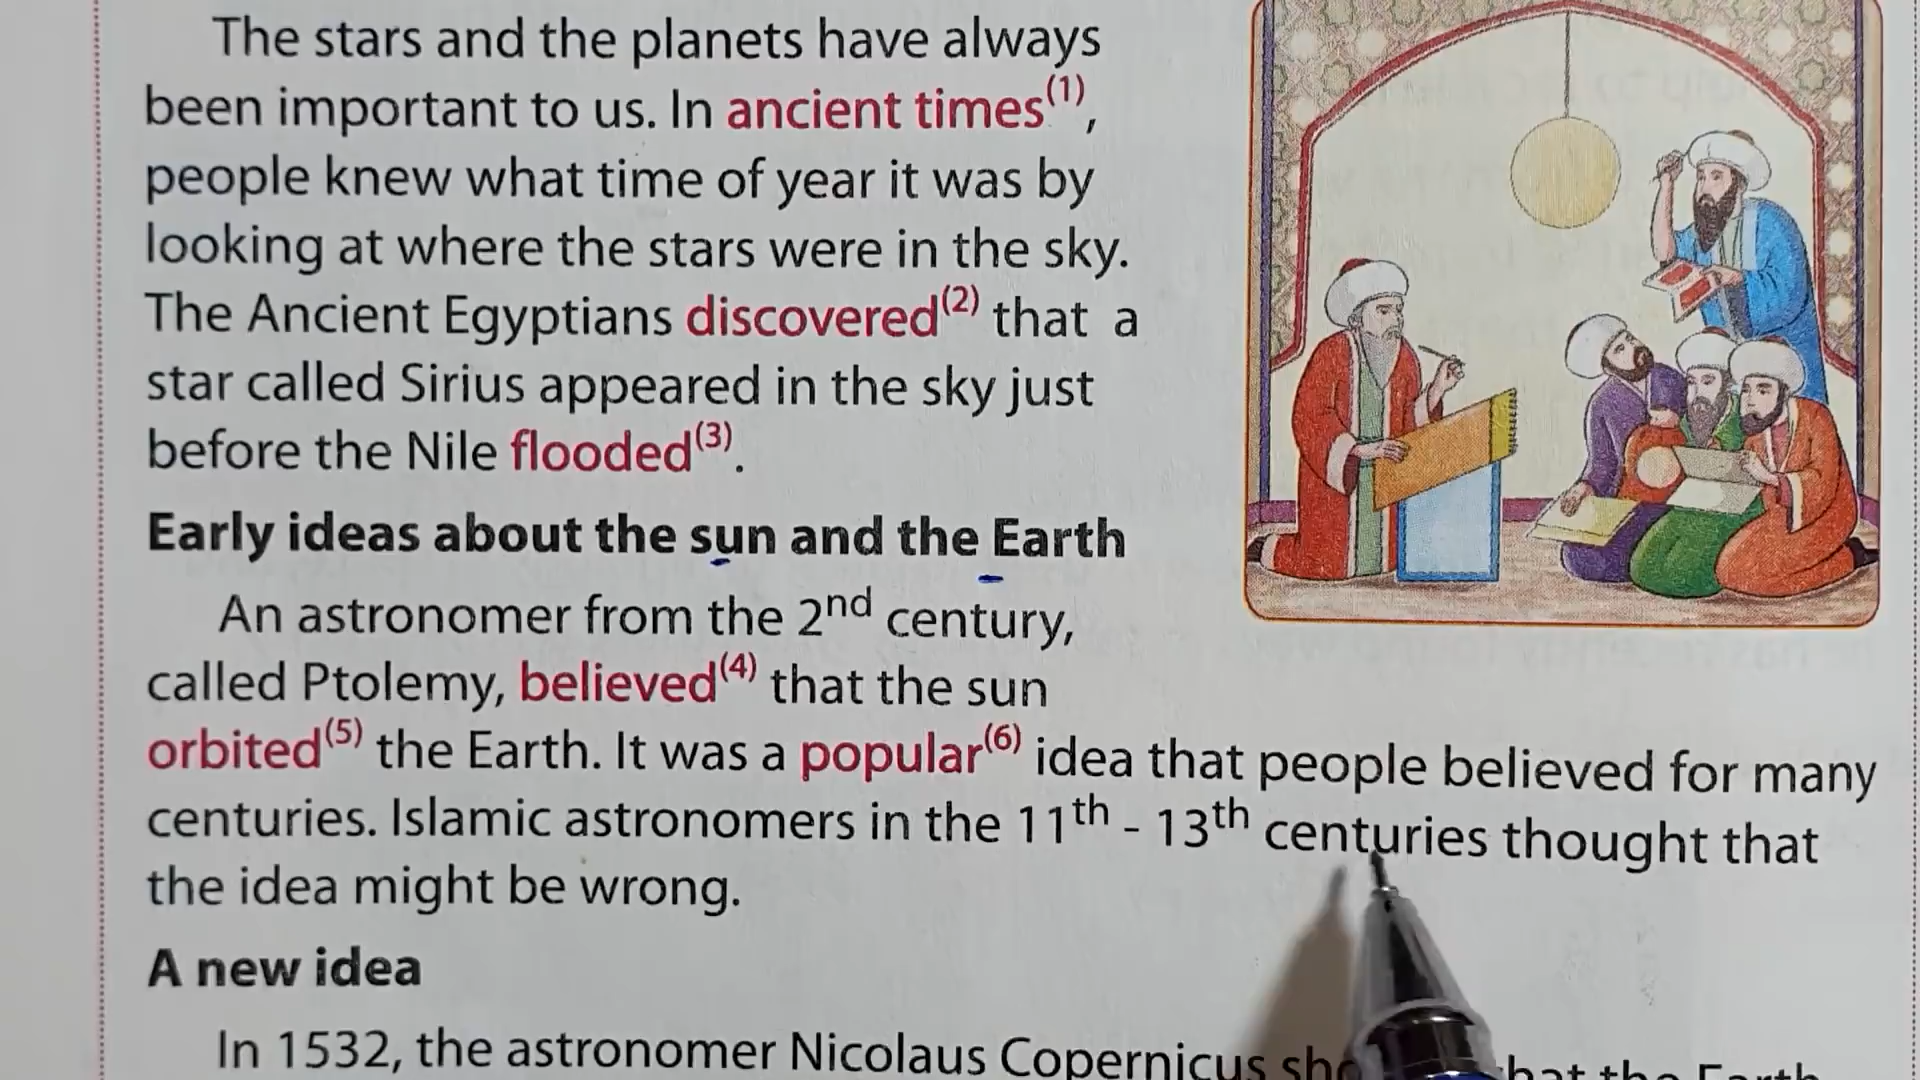 The stars and the planets have always
been important to us. In ancient times(1),
people knew what time of year it was by
looking at where the stars were in the sky.
The Ancient Egyptians discovered(2) that a
star called Sirius appeared in the sky just
before the Nile flooded(3).
Early ideas about the sun and the Earth
An astronomer from the 2nd century,
called Ptolemy, believed(4) that the sun
orbited(5) the Earth. It was a popular(6) idea that people believed for many
centuries. Islamic astronomers in the 11th - 13th centuries thought that
the idea might be wrong.
A new idea
In 1532, the astronomer Nicolaus Copernicus the Earth